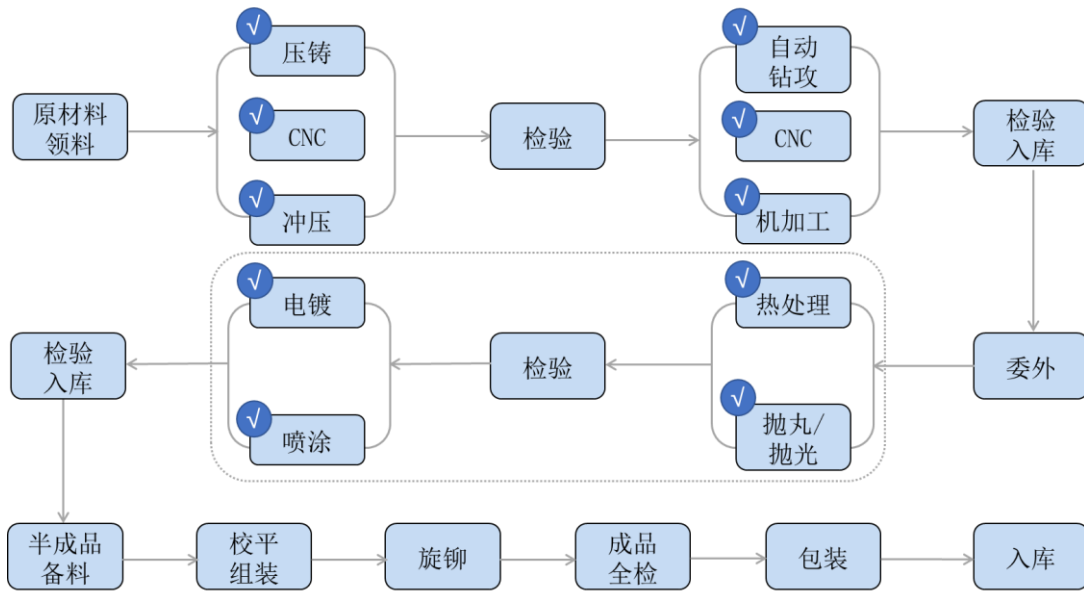 √
压铸
√
自动
钻攻
原材料
领料
√
CNC
检验
√
CNC
检验
入库
√
冲压
√
机加工
√
电镀
√
热处理
检验
入库
检验
委外
√
喷涂
√
抛丸/
抛光
半成品
备料
校平
组装
旋铆
成品
全检
包装
入库